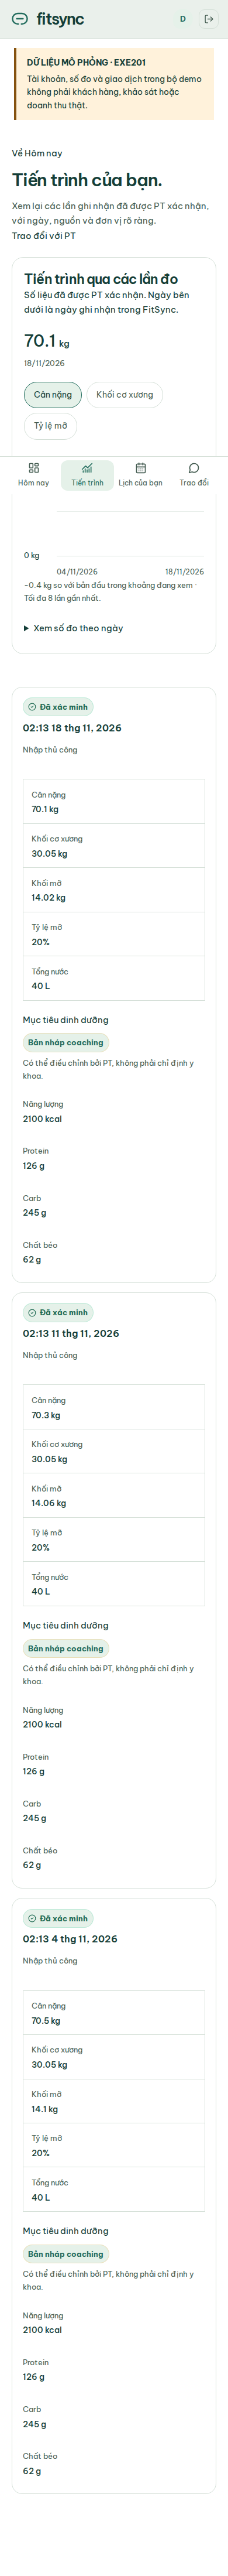 fitsync
D
DỮ LIỆU MÔ PHỎNG · EXE201
Tài khoản, số đo và giao dịch trong bộ demo
không phải khách hàng, khảo sát hoặc
doanh thu thật.
Về Hôm nay
Tiến trình của bạn.
Xem lại các lần ghi nhận đã được PT xác nhận,
với ngày, nguồn và đơn vị rõ ràng.
Trao đổi với PT
Tiến trình qua các lần đo
Số liệu đã được PT xác nhận. Ngày bên
dưới là ngày ghi nhận trong FitSync.
70.1 kg
18/11/2026
Cân nặng
Khối cơ xương
Tỷ lệ mỡ
Hôm nay
Tiến trình
Lịch của bạn
Trao đổi
0 kg
04/11/2026
18/11/2026
-0.4 kg so với bản đầu trong khoảng đang xem ·
Tối đa 8 lần gần nhất.
Xem số đo theo ngày
Đã xác minh
02:13 18 thg 11, 2026
Nhập thủ công
Cân nặng
70.1 kg
Khối cơ xương
30.05 kg
Khối mỡ
14.02 kg
Tỷ lệ mỡ
20%
Tổng nước
40 L
Mục tiêu dinh dưỡng
Bản nháp coaching
Có thể điều chỉnh bởi PT, không phải chỉ định y
khoa.
Năng lượng
2100 kcal
Protein
126 g
Carb
245 g
Chất béo
62 g
Đã xác minh
02:13 11 thg 11, 2026
Nhập thủ công
Cân nặng
70.3 kg
Khối cơ xương
30.05 kg
Khối mỡ
14.06 kg
Tỷ lệ mỡ
20%
Tổng nước
40 L
Mục tiêu dinh dưỡng
Bản nháp coaching
Có thể điều chỉnh bởi PT, không phải chỉ định y
khoa.
Năng lượng
2100 kcal
Protein
126 g
Carb
245 g
Chất béo
62 g
Đã xác minh
02:13 4 thg 11, 2026
Nhập thủ công
Cân nặng
70.5 kg
Khối cơ xương
30.05 kg
Khối mỡ
14.1 kg
Tỷ lệ mỡ
20%
Tổng nước
40 L
Mục tiêu dinh dưỡng
Bản nháp coaching
Có thể điều chỉnh bởi PT, không phải chỉ định y
khoa.
Năng lượng
2100 kcal
Protein
126 g
Carb
245 g
Chất béo
62 g